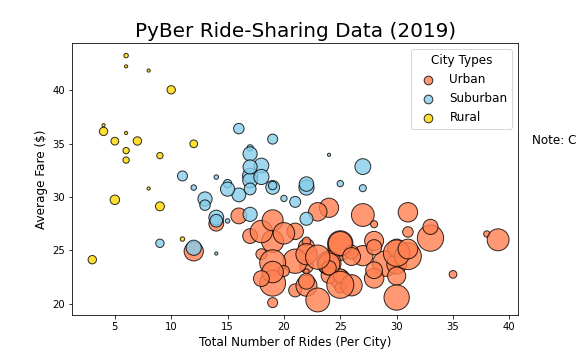 PyBer Ride-Sharing Data (2019)
City Types
Urban
Suburban
Rural
Note: C
Average Fare ($)
40
35
30
25
20
5 10 15 20 25 30 35 40
Total Number of Rides (Per City)